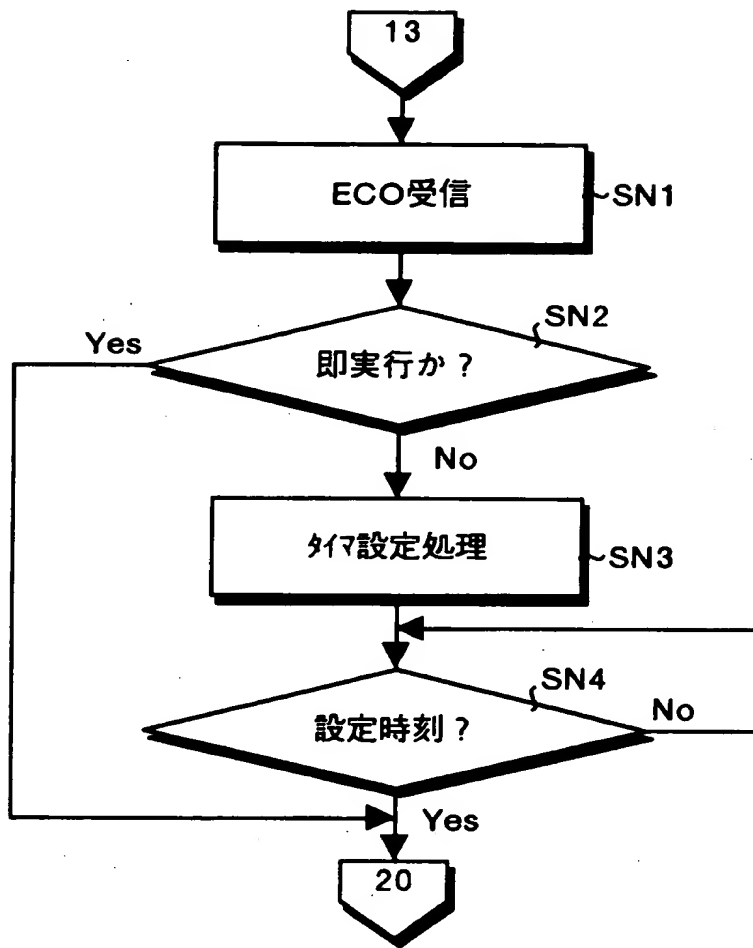 13
ECO受信
SN1
SN2
Yes
即実行か？
No
ﾀｲﾏ設定処理
SN3
SN4
設定時刻？
No
Yes
20